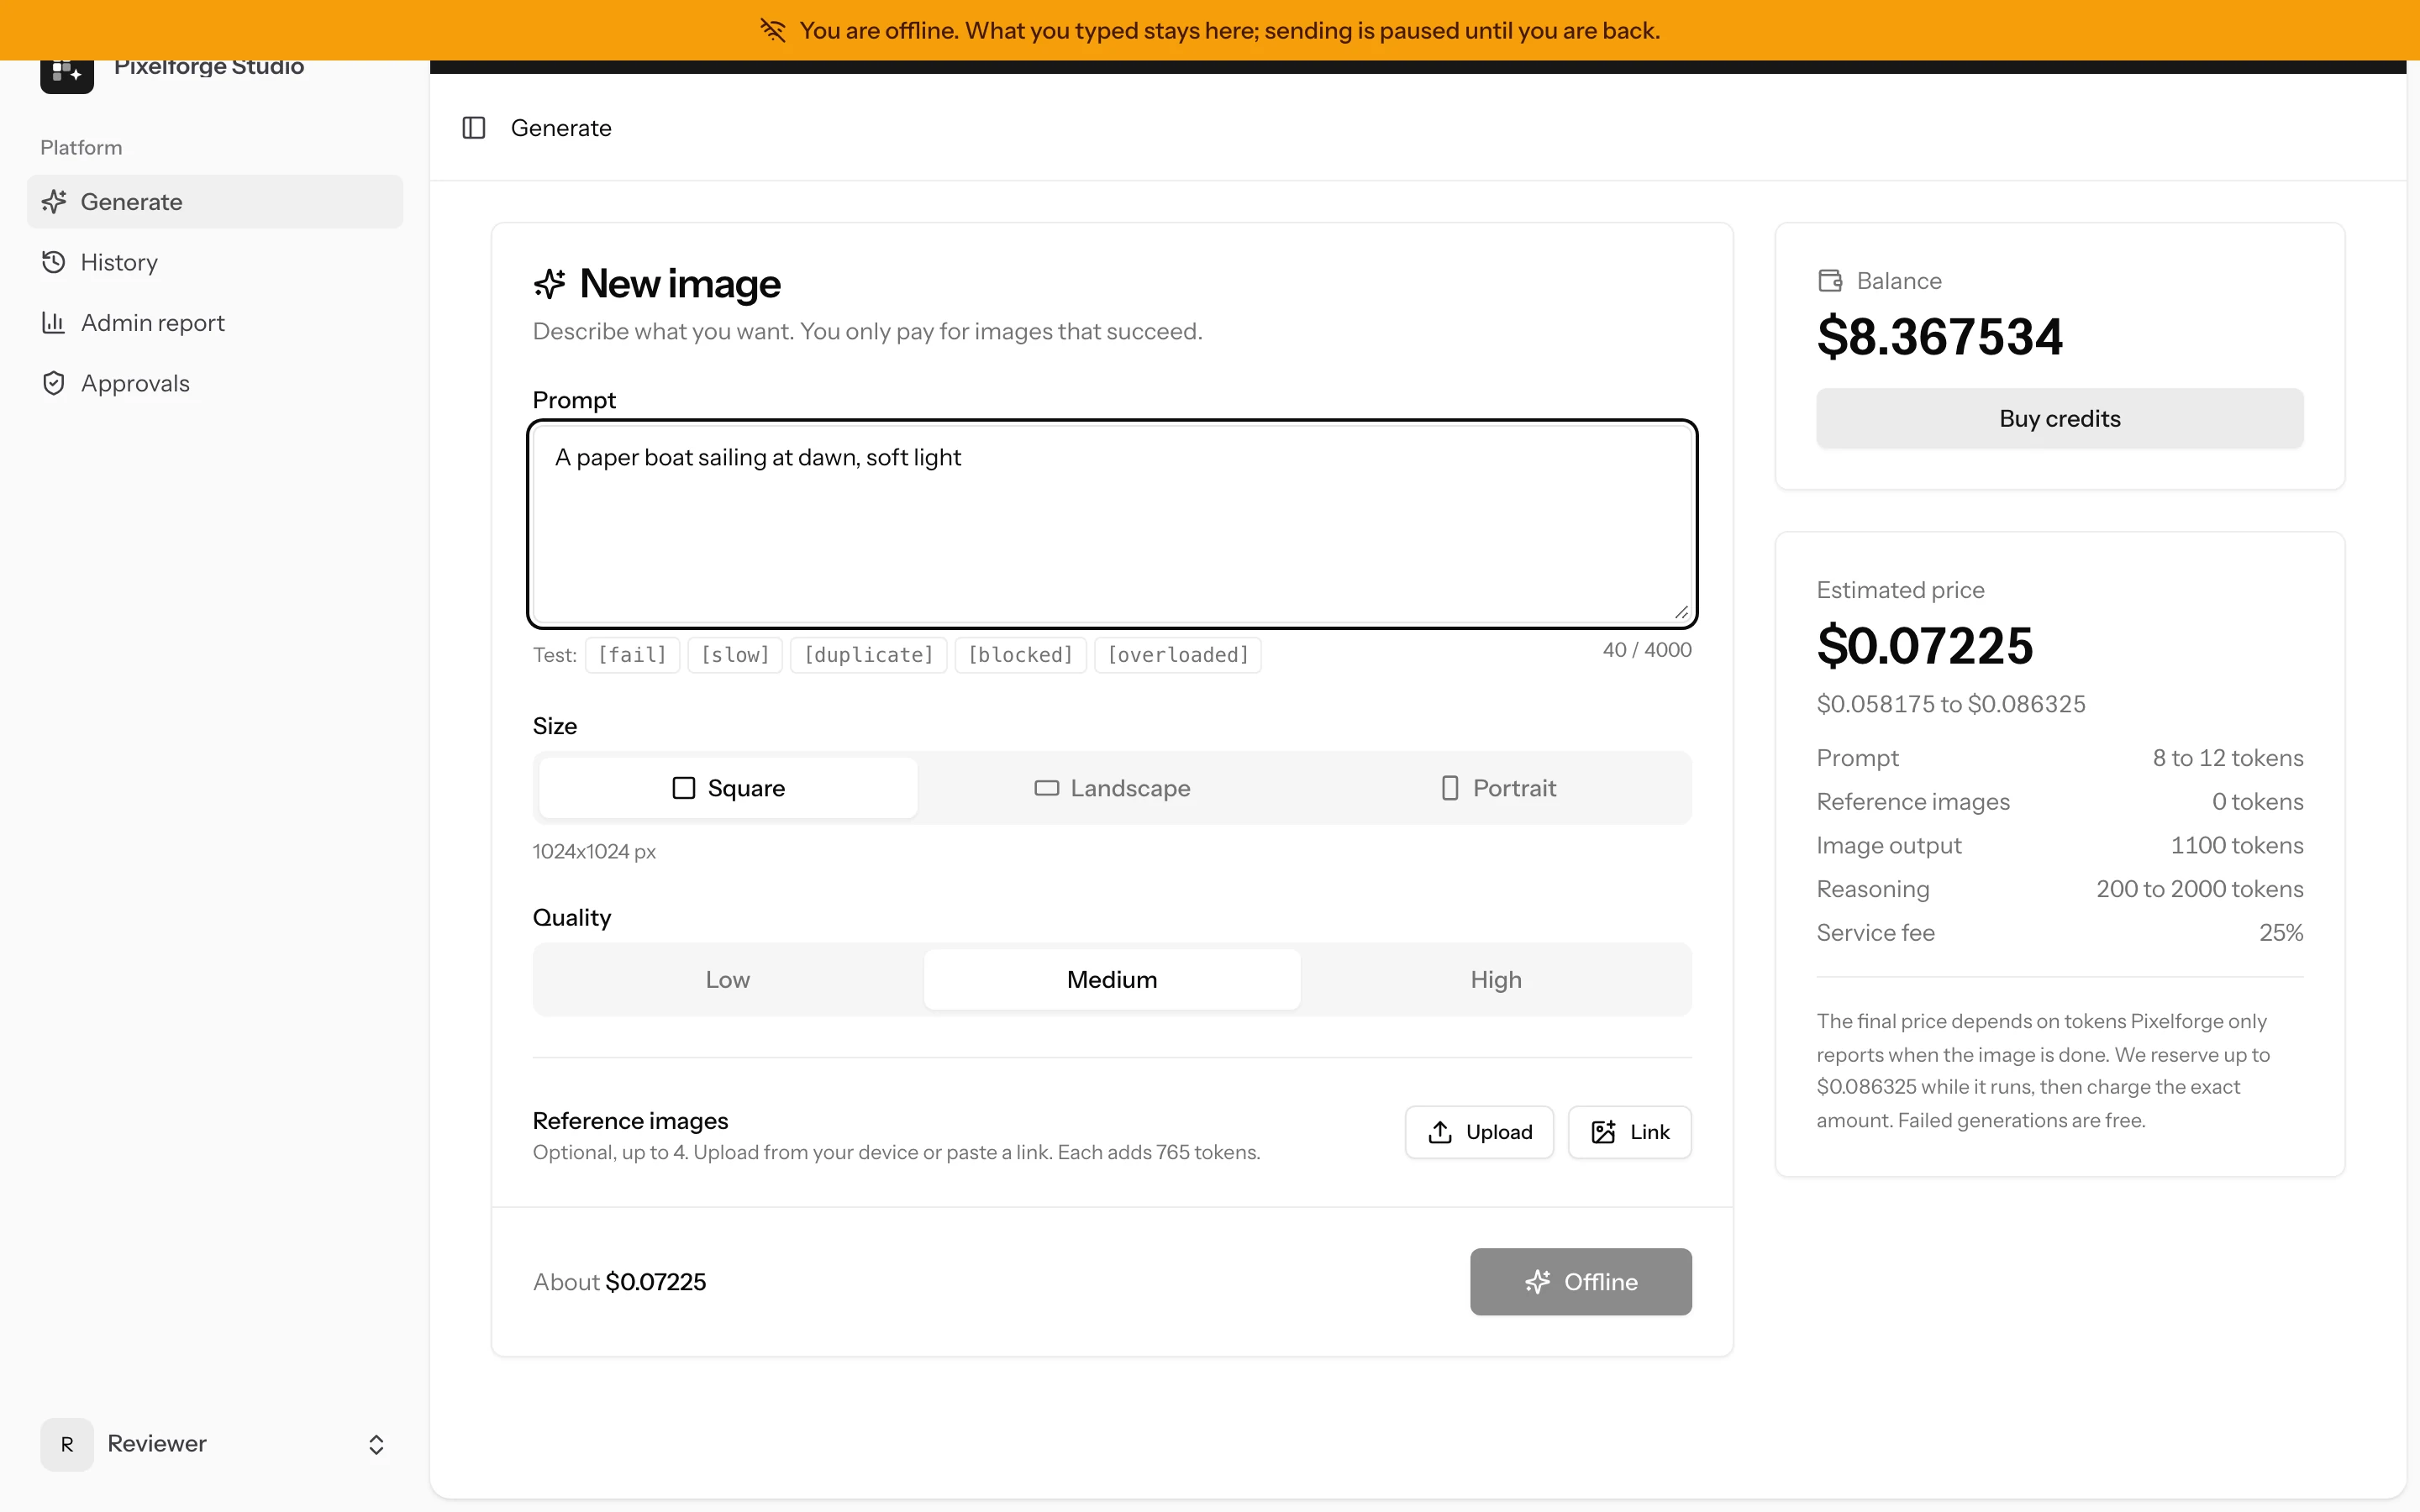 You are offline. What you typed stays here; sending is paused until you are back.
Pixelforge Studio
Platform
Generate
History
Admin report
Approvals
Generate
New image
Describe what you want. You only pay for images that succeed.
Prompt
A paper boat sailing at dawn, soft light
Test: [fail] [slow] [duplicate] [blocked] [overloaded] 40 / 4000
Size
Square Landscape Portrait
1024x1024 px
Quality
Low Medium High
Reference images
Optional, up to 4. Upload from your device or paste a link. Each adds 765 tokens.
Upload Link
About $0.07225
Offline
Balance
$8.367534
Buy credits
Estimated price
$0.07225
$0.058175 to $0.086325
Prompt 8 to 12 tokens
Reference images 0 tokens
Image output 1100 tokens
Reasoning 200 to 2000 tokens
Service fee 25%
The final price depends on tokens Pixelforge only
reports when the image is done. We reserve up to
$0.086325 while it runs, then charge the exact
amount. Failed generations are free.
R Reviewer